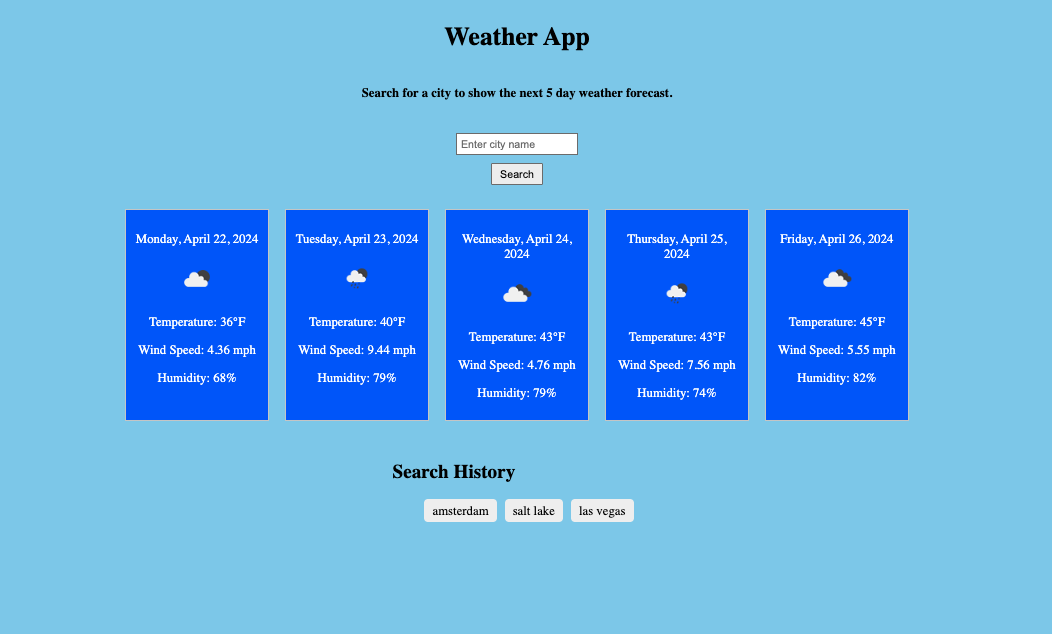 Weather App
Search for a city to show the next 5 day weather forecast.
Enter city name
Search
Monday, April 22, 2024
Temperature: 36°F
Wind Speed: 4.36 mph
Humidity: 68%
Tuesday, April 23, 2024
Temperature: 40°F
Wind Speed: 9.44 mph
Humidity: 79%
Wednesday, April 24,
2024
Temperature: 43°F
Wind Speed: 4.76 mph
Humidity: 79%
Thursday, April 25,
2024
Temperature: 43°F
Wind Speed: 7.56 mph
Humidity: 74%
Friday, April 26, 2024
Temperature: 45°F
Wind Speed: 5.55 mph
Humidity: 82%
Search History
amsterdam
salt lake
las vegas